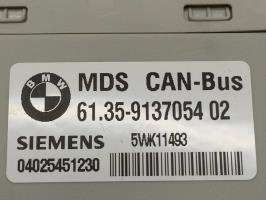 BMW
MDS CAN-Bus
61.35-9137054 02
SIEMENS 5WK11493
04025451230